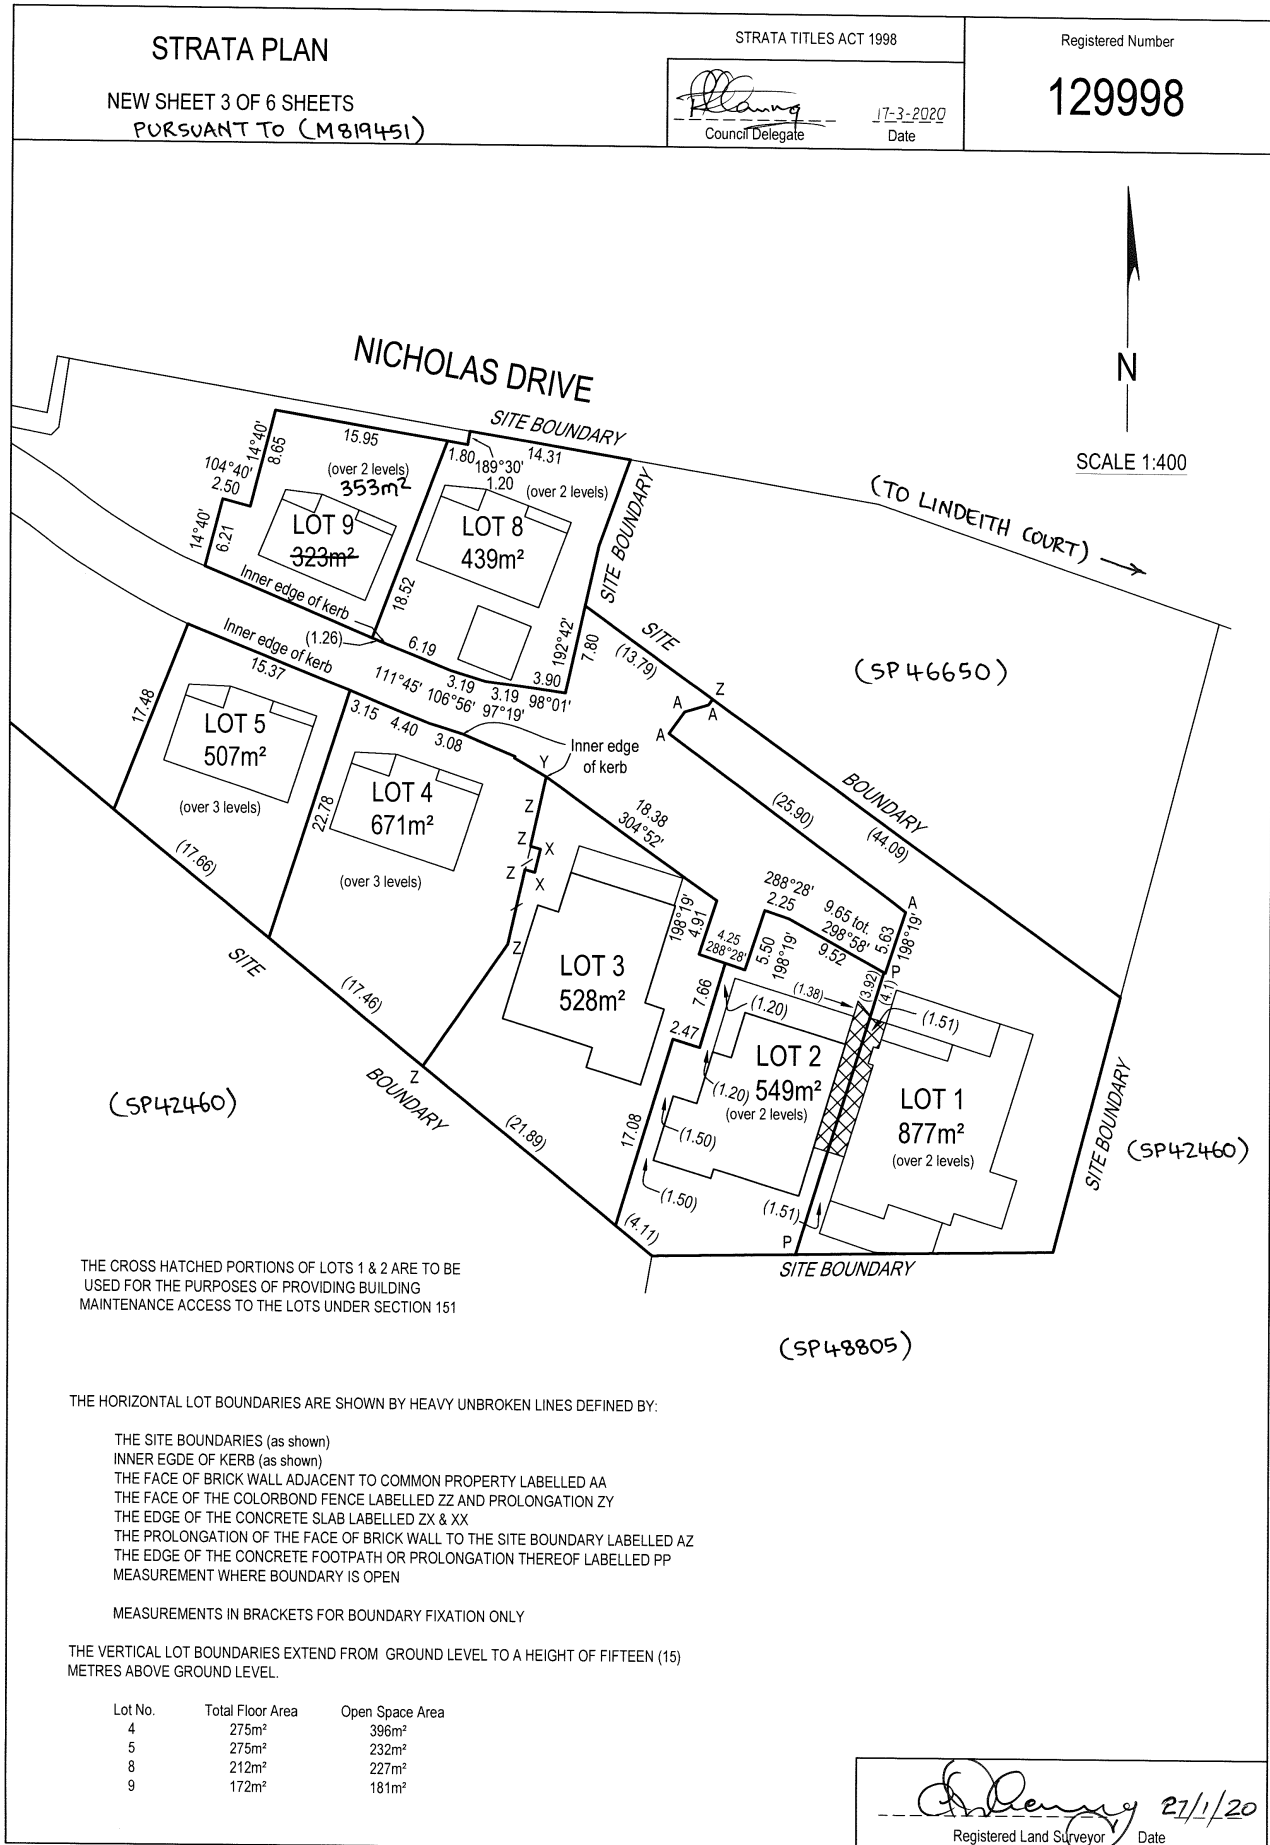 STRATA PLAN
NEW SHEET 3 OF 6 SHEETS
PURSUANT TO (M819451)
STRATA TITLES ACT 1998
17-3-2020
Council Delegate
Date
Registered Number
129998
N
SCALE 1:400
NICHOLAS DRIVE
SITE BOUNDARY
(TO LINDEITH COURT)
15.95
14°40'
8.65
104°40'
2.50
14°40'
6.21
(over 2 levels)
353m²
LOT 9
323m²
Inner edge of kerb
18.52
1.80
189°30'
1.20
14.31
(over 2 levels)
LOT 8
439m²
SITE BOUNDARY
192°42'
7.80
SITE
(13.79)
(SP46650)
Inner edge of kerb
(1.26)
15.37
6.19
3.19
3.19
3.90
111°45'
106°56'
97°19'
98°01'
17.48
LOT 5
507m²
(over 3 levels)
(17.66)
3.15
4.40
3.08
22.78
LOT 4
671m²
(over 3 levels)
Inner edge
of kerb
Y
Z
Z
X
Z
X
Z
A
Z
A
A
BOUNDARY
(25.90)
(44.09)
18.38
304°52'
198°19'
4.91
4.25
288°28'
288°28'
2.25
9.65 tot.
298°58'
9.52
5.50
198°19'
5.63
198°19'
A
P
(3.92)
(4.1)
LOT 3
528m²
7.66
2.47
(1.38)
(1.20)
(1.51)
LOT 2
549m²
(over 2 levels)
(1.20)
(1.50)
(1.50)
17.08
LOT 1
877m²
(over 2 levels)
(1.51)
P
SITE
(17.46)
Z
BOUNDARY
(21.89)
(4.11)
(SP42460)
SITE BOUNDARY
(SP42460)
SITE BOUNDARY
(SP48805)
THE CROSS HATCHED PORTIONS OF LOTS 1 & 2 ARE TO BE
USED FOR THE PURPOSES OF PROVIDING BUILDING
MAINTENANCE ACCESS TO THE LOTS UNDER SECTION 151
THE HORIZONTAL LOT BOUNDARIES ARE SHOWN BY HEAVY UNBROKEN LINES DEFINED BY:
THE SITE BOUNDARIES (as shown)
INNER EGDE OF KERB (as shown)
THE FACE OF BRICK WALL ADJACENT TO COMMON PROPERTY LABELLED AA
THE FACE OF THE COLORBOND FENCE LABELLED ZZ AND PROLONGATION ZY
THE EDGE OF THE CONCRETE SLAB LABELLED ZX & XX
THE PROLONGATION OF THE FACE OF BRICK WALL TO THE SITE BOUNDARY LABELLED AZ
THE EDGE OF THE CONCRETE FOOTPATH OR PROLONGATION THEREOF LABELLED PP
MEASUREMENT WHERE BOUNDARY IS OPEN
MEASUREMENTS IN BRACKETS FOR BOUNDARY FIXATION ONLY
THE VERTICAL LOT BOUNDARIES EXTEND FROM GROUND LEVEL TO A HEIGHT OF FIFTEEN (15)
METRES ABOVE GROUND LEVEL.
Lot No. Total Floor Area Open Space Area
4 275m² 396m²
5 275m² 232m²
8 212m² 227m²
9 172m² 181m²
21/1/20
Registered Land Surveyor
Date